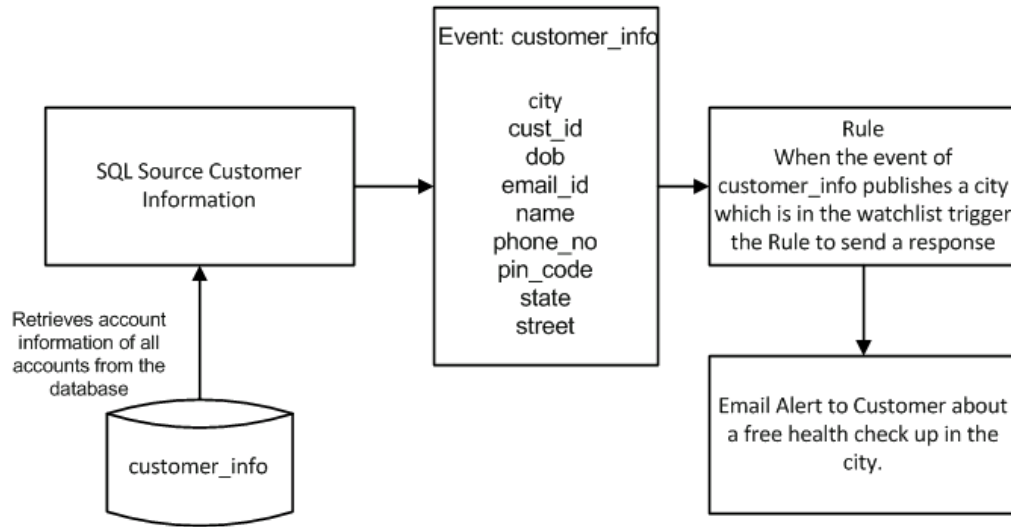 Event: customer_info
city
cust_id
dob
email_id
name
phone_no
pin_code
state
street
SQL Source Customer
Information
Rule
When the event of
customer_info publishes a city
which is in the watchlist trigger
the Rule to send a response
Retrieves account
information of all
accounts from the
database
customer_info
Email Alert to Customer about
a free health check up in the
city.